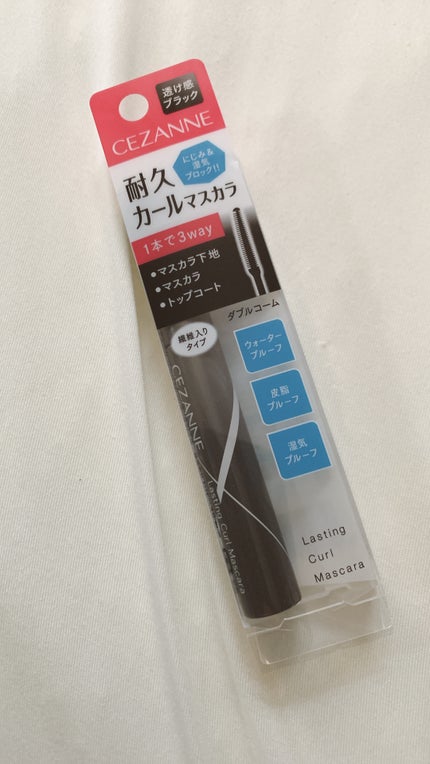 透け感
ブラック
CEZANNE
にじみ&
湿気
ブロック!!
耐久
カールマスカラ
1本で3way
•マスカラ下地
•マスカラ
•トップコート
ダブルコーム
繊維入り
タイプ
ウォーター
プルーフ
皮脂
プルーフ
湿気
プルーフ
CEZANNE
Lasting Curl Mascara
Lasting
Curl
Mascara